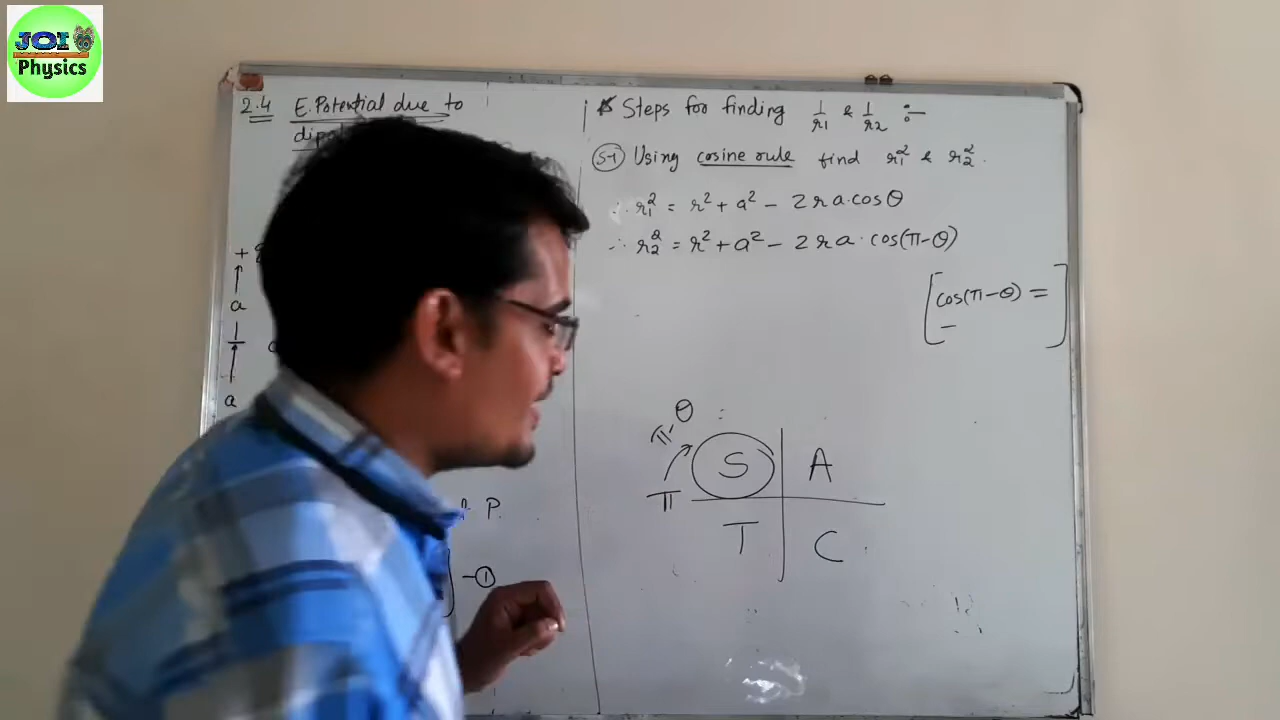 JOI
Physics
2.4 E.Potential due to
dip
+
a
a
P.
-①
Steps for finding 1/r1 & 1/r2 :-
S-1 Using cosine rule find r1² & r2².
∴ r1² = r² + a² - 2ra·cosθ
∴ r2² = r² + a² - 2ra·cos(π-θ)
[cos(π-θ) =
-]
θ
π
S A
π
T C